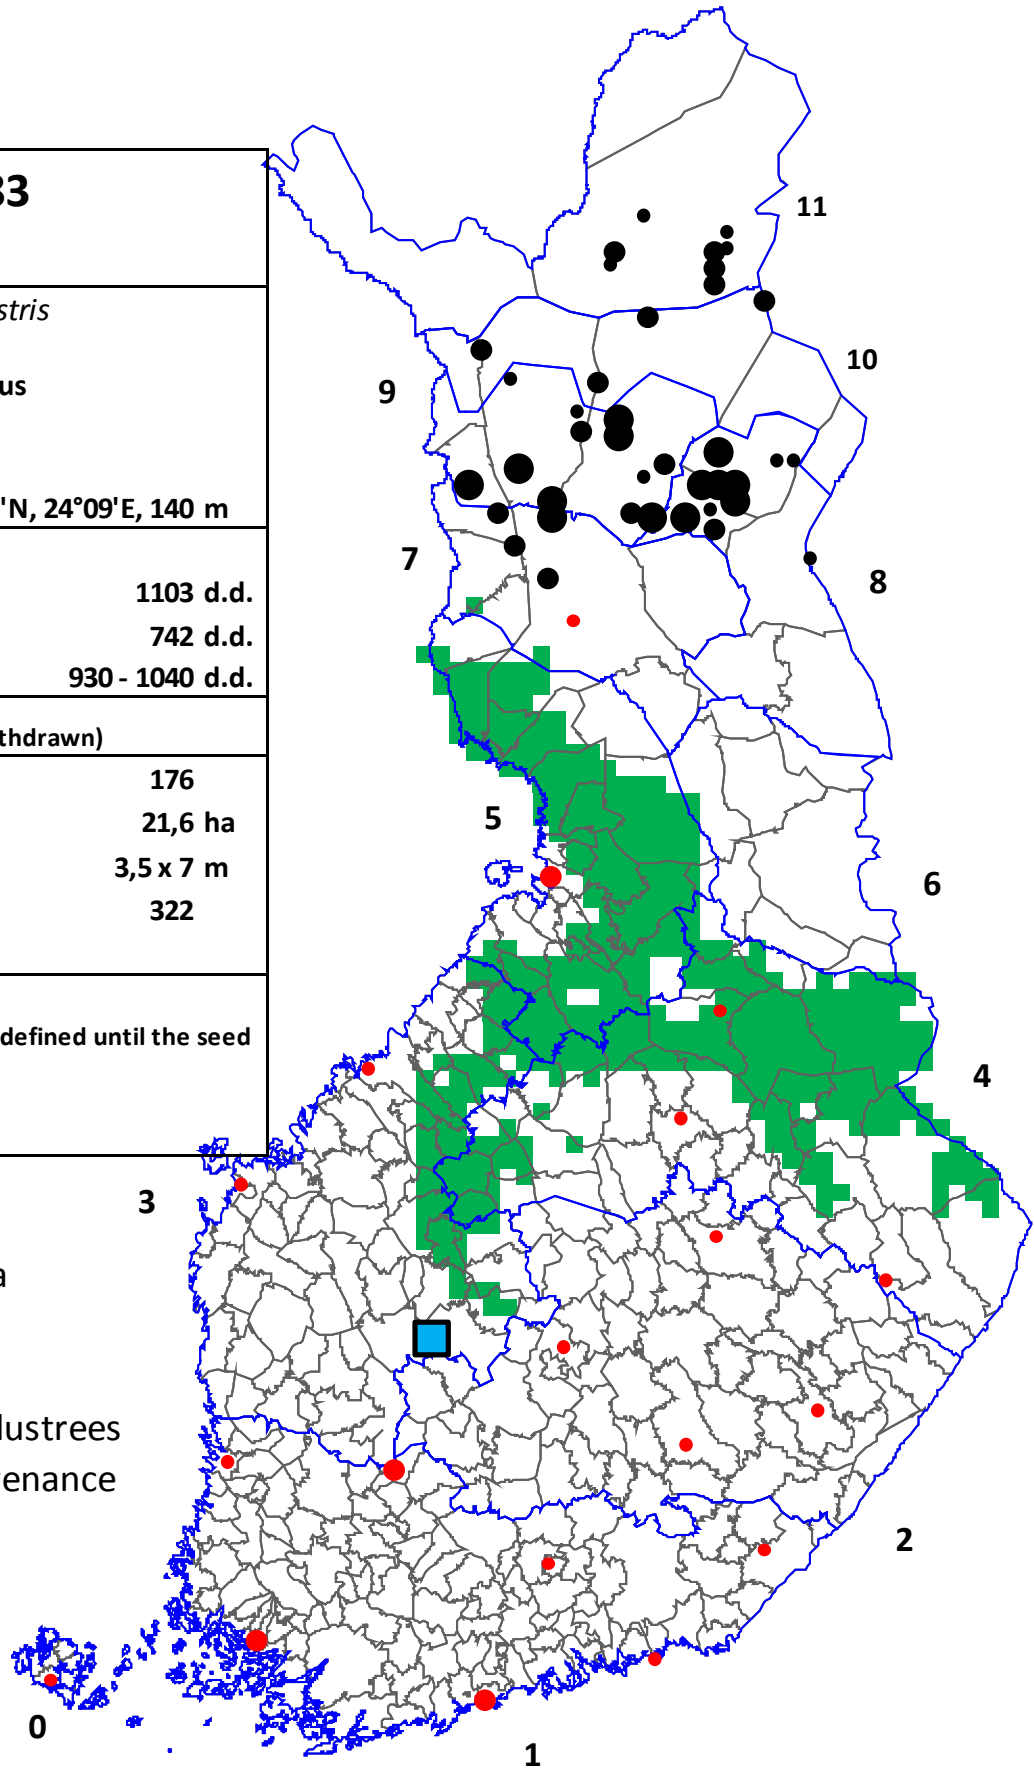 33
stris
us
'N, 24°09'E, 140 m
1103 d.d.
742 d.d.
930 - 1040 d.d.
thdrawn)
176
21,6 ha
3,5 x 7 m
322
defined until the seed
a
lustrees
enance
11
10
9
7
8
5
6
4
3
2
0
1